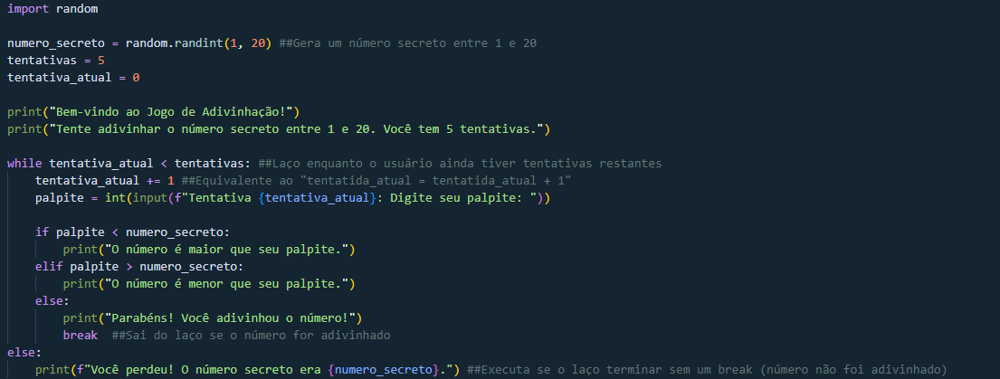 import random
numero_secreto = random.randint(1, 20) ##Gera um número secreto entre 1 e 20
tentativas = 5
tentativa_atual = 0
print("Bem-vindo ao Jogo de Adivinhação!")
print("Tente adivinhar o número secreto entre 1 e 20. Você tem 5 tentativas.")
while tentativa_atual < tentativas: ##Laço enquanto o usuário ainda tiver tentativas restantes
    tentativa_atual += 1 ##Equivalente ao "tentatida_atual = tentatida_atual + 1"
    palpite = int(input(f"Tentativa {tentativa_atual}: Digite seu palpite: "))
    if palpite < numero_secreto:
        print("O número é maior que seu palpite.")
    elif palpite > numero_secreto:
        print("O número é menor que seu palpite.")
    else:
        print("Parabéns! Você adivinhou o número!")
        break  ##Sai do laço se o número for adivinhado
else:
    print(f"Você perdeu! O número secreto era {numero_secreto}.") ##Executa se o laço terminar sem um break (número não foi adivinhado)